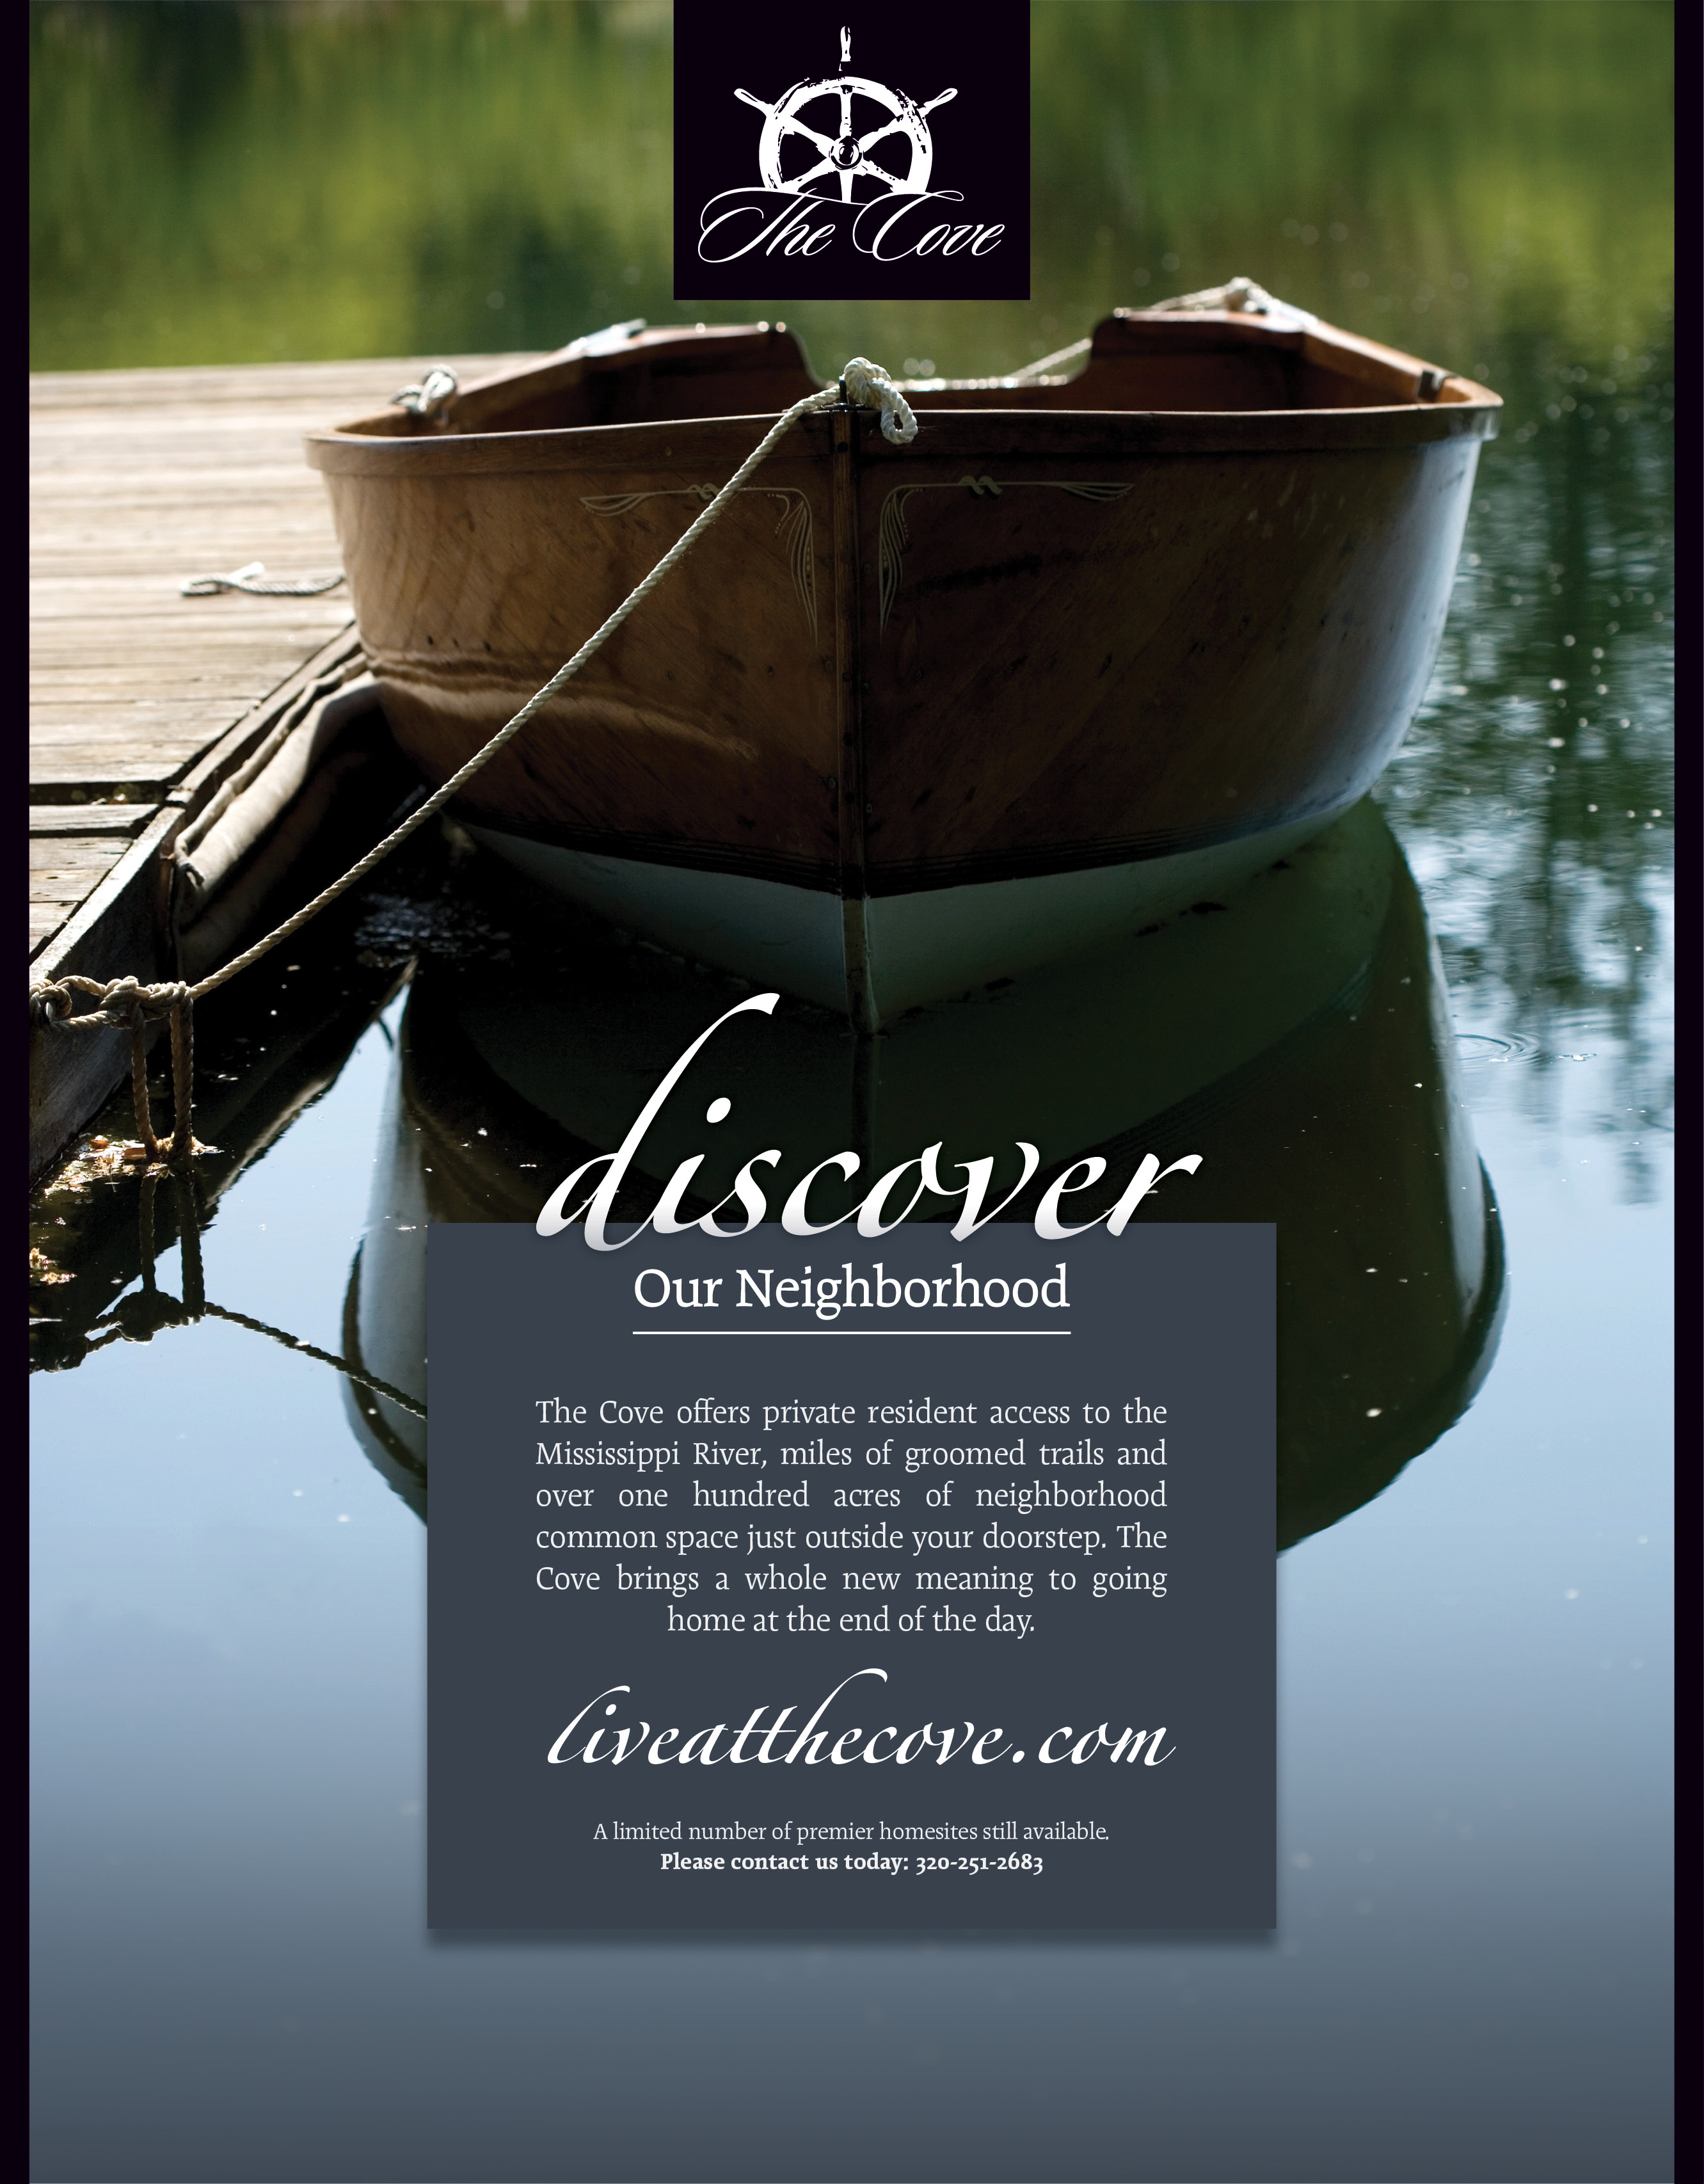 The Cove
discover
Our Neighborhood
The Cove offers private resident access to the
Mississippi River, miles of groomed trails and
over one hundred acres of neighborhood
common space just outside your doorstep. The
Cove brings a whole new meaning to going
home at the end of the day.
liveatthecove.com
A limited number of premier homesites still available.
Please contact us today: 320-251-2683